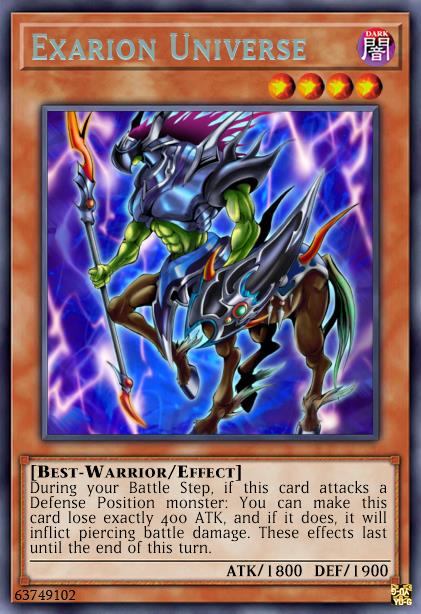 Exarion Universe
DARK
闇
[Best-Warrior/Effect]
During your Battle Step, if this card attacks a
Defense Position monster: You can make this
card lose exactly 400 ATK, and if it does, it will
inflict piercing battle damage. These effects last
until the end of this turn.
ATK/1800 DEF/1900
63749102